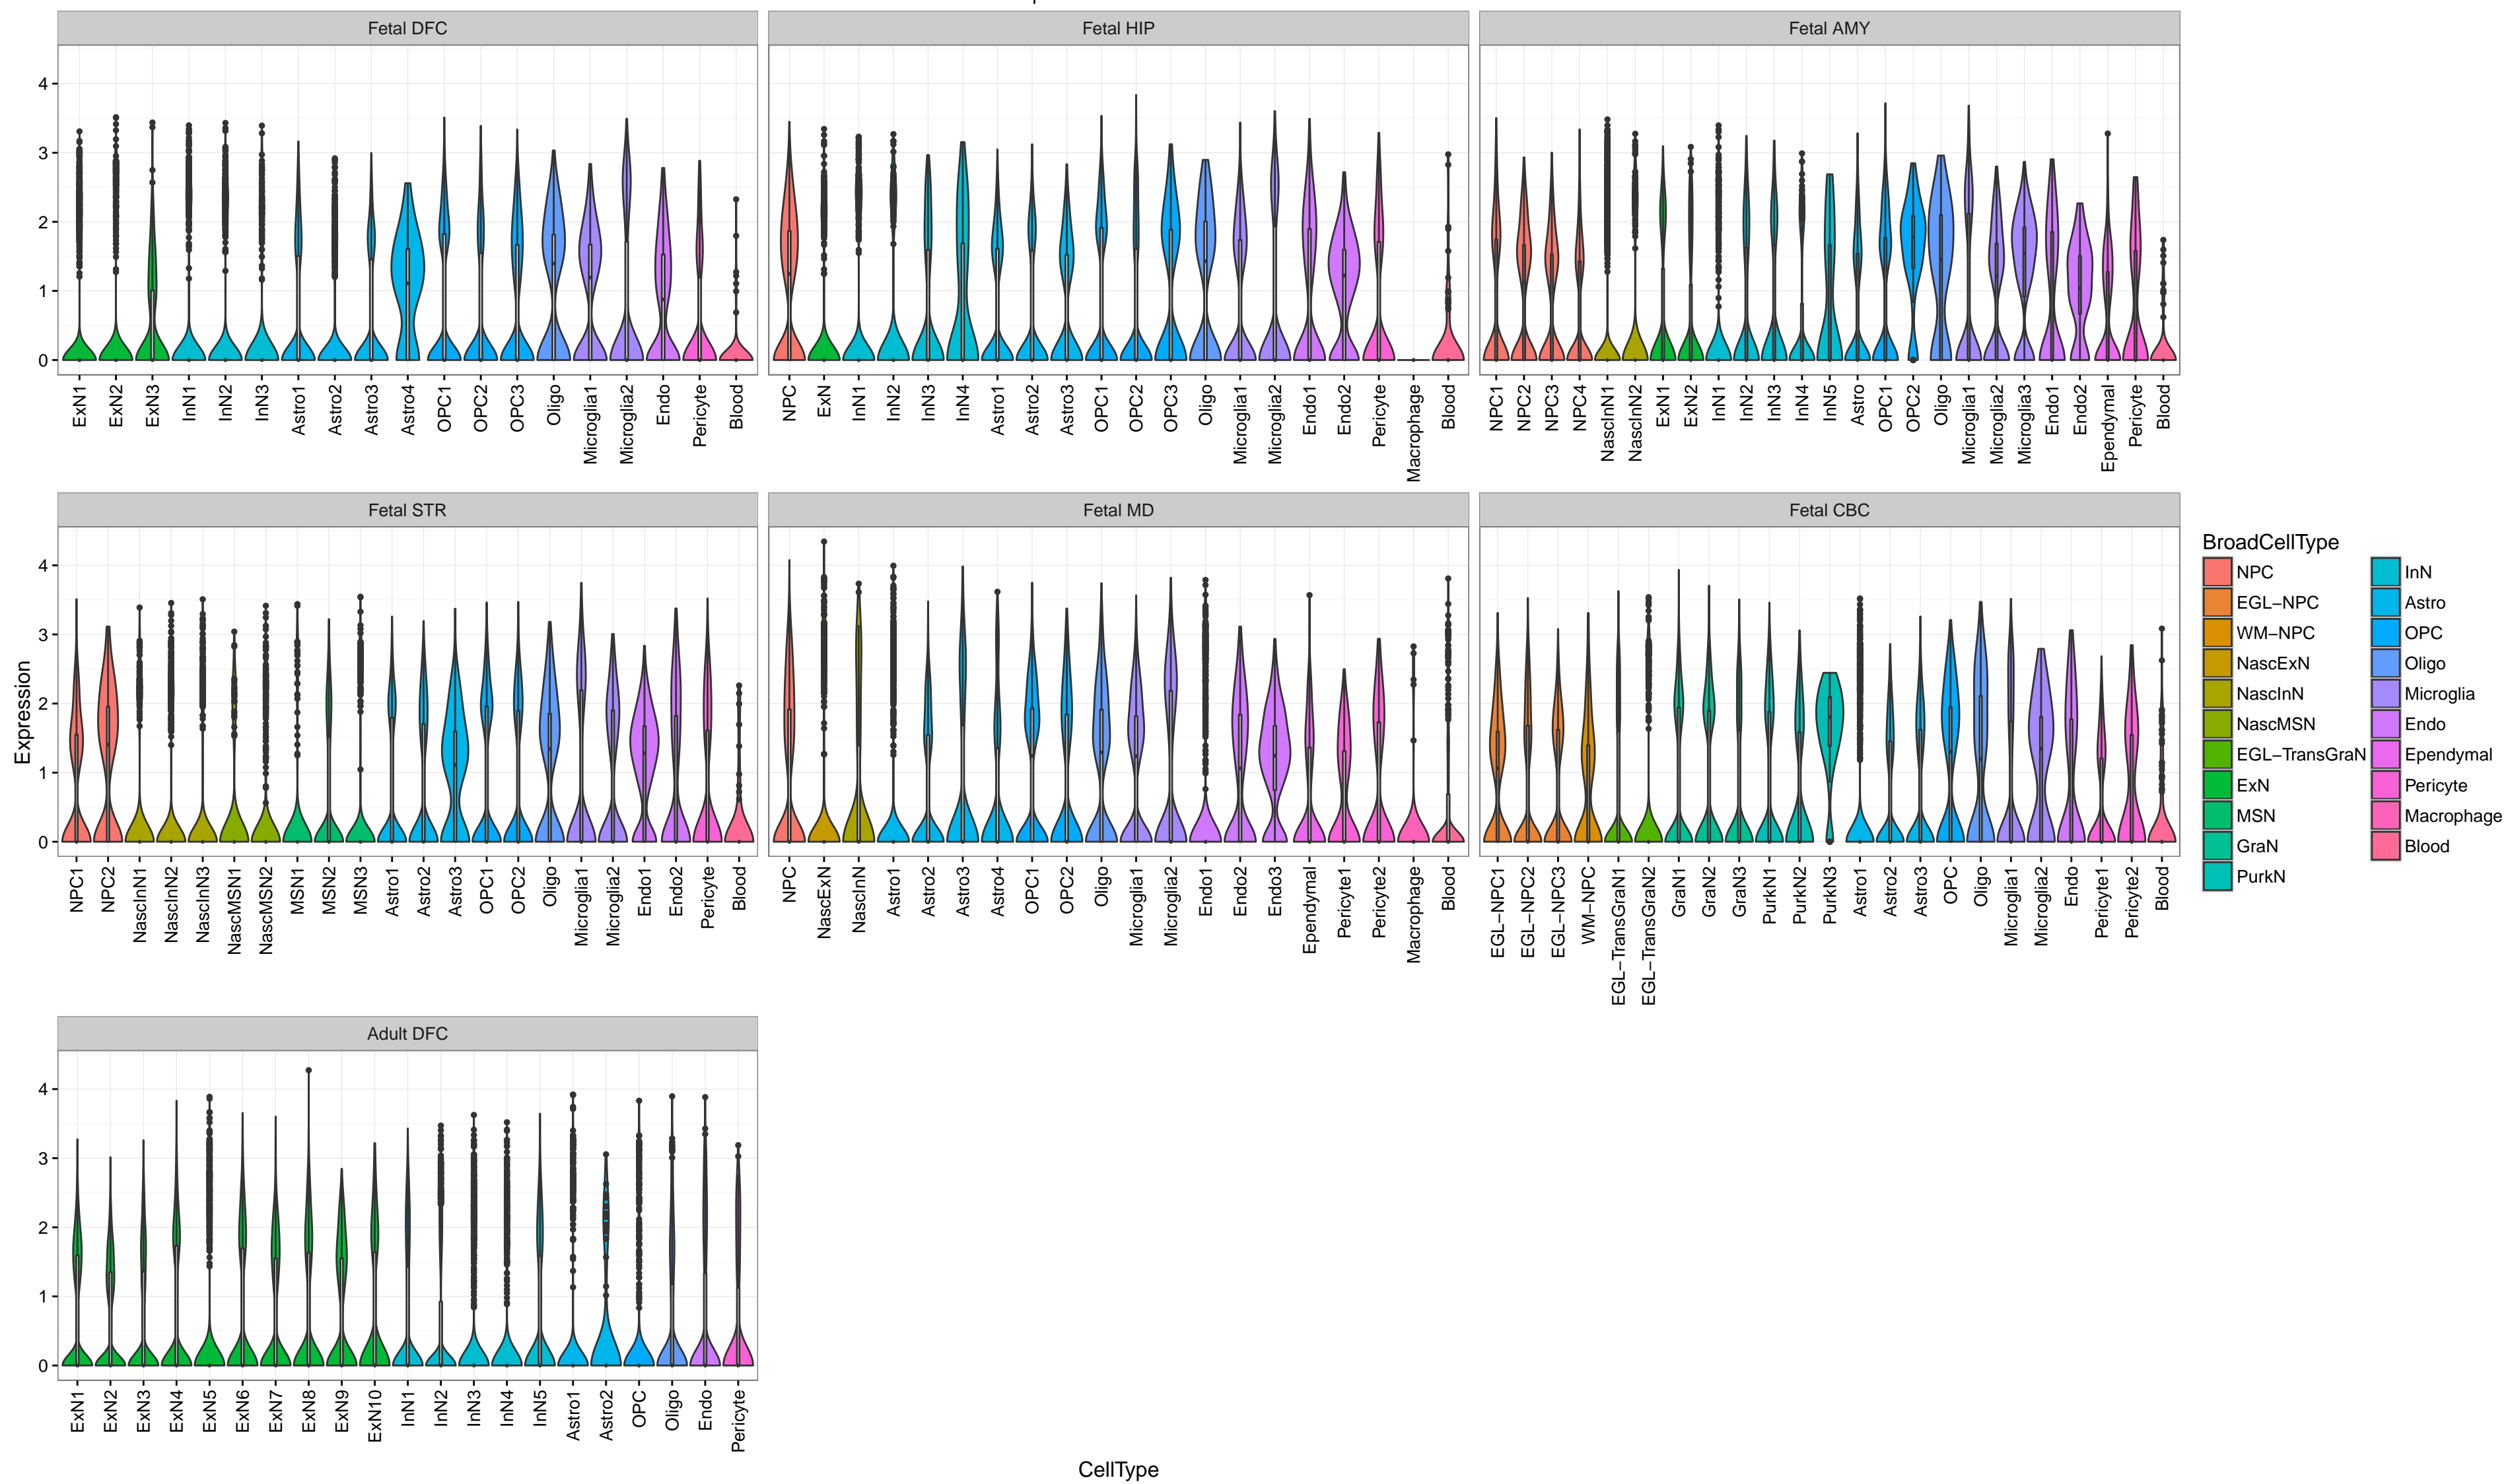 Fetal DFC Fetal HIP Fetal AMY
4
3
2
1
0
ExN1 ExN2 ExN3 InN1 InN2 InN3 Astro1 Astro2 Astro3 Astro4 OPC1 OPC2 OPC3 Oligo Microglia1 Microglia2 Endo Pericyte Blood
NPC ExN InN1 InN2 InN3 InN4 Astro1 Astro2 Astro3 OPC1 OPC2 OPC3 Oligo Microglia1 Microglia2 Endo1 Endo2 Pericyte Macrophage Blood
NPC1 NPC2 NPC3 NPC4 NascInN1 NascInN2 ExN1 ExN2 InN1 InN2 InN3 InN4 InN5 Astro OPC1 OPC2 Oligo Microglia1 Microglia2 Microglia3 Endo1 Endo2 Ependymal Pericyte Blood
Fetal STR Fetal MD Fetal CBC
4
3
2
1
0
Expression
NPC1 NPC2 NascInN1 NascInN2 NascInN3 NascMSN1 NascMSN2 MSN1 MSN2 MSN3 Astro1 Astro2 Astro3 OPC1 OPC2 Oligo Microglia1 Microglia2 Endo1 Endo2 Pericyte Blood
NPC NascExN NascInN Astro1 Astro2 Astro3 Astro4 OPC1 OPC2 Oligo Microglia1 Microglia2 Endo1 Endo2 Endo3 Ependymal Pericyte1 Pericyte2 Macrophage Blood
EGL−NPC1 EGL−NPC2 EGL−NPC3 WM−NPC EGL−TransGraN1 EGL−TransGraN2 GraN1 GraN2 GraN3 PurkN1 PurkN2 PurkN3 Astro1 Astro2 Astro3 OPC Oligo Microglia1 Microglia2 Endo Pericyte1 Pericyte2 Blood
BroadCellType
NPC InN
EGL−NPC Astro
WM−NPC OPC
NascExN Oligo
NascInN Microglia
NascMSN Endo
EGL−TransGraN Ependymal
ExN Pericyte
MSN Macrophage
GraN Blood
PurkN
Adult DFC
4
3
2
1
0
ExN1 ExN2 ExN3 ExN4 ExN5 ExN6 ExN7 ExN8 ExN9 ExN10 InN1 InN2 InN3 InN4 InN5 Astro1 Astro2 OPC Oligo Endo Pericyte
CellType